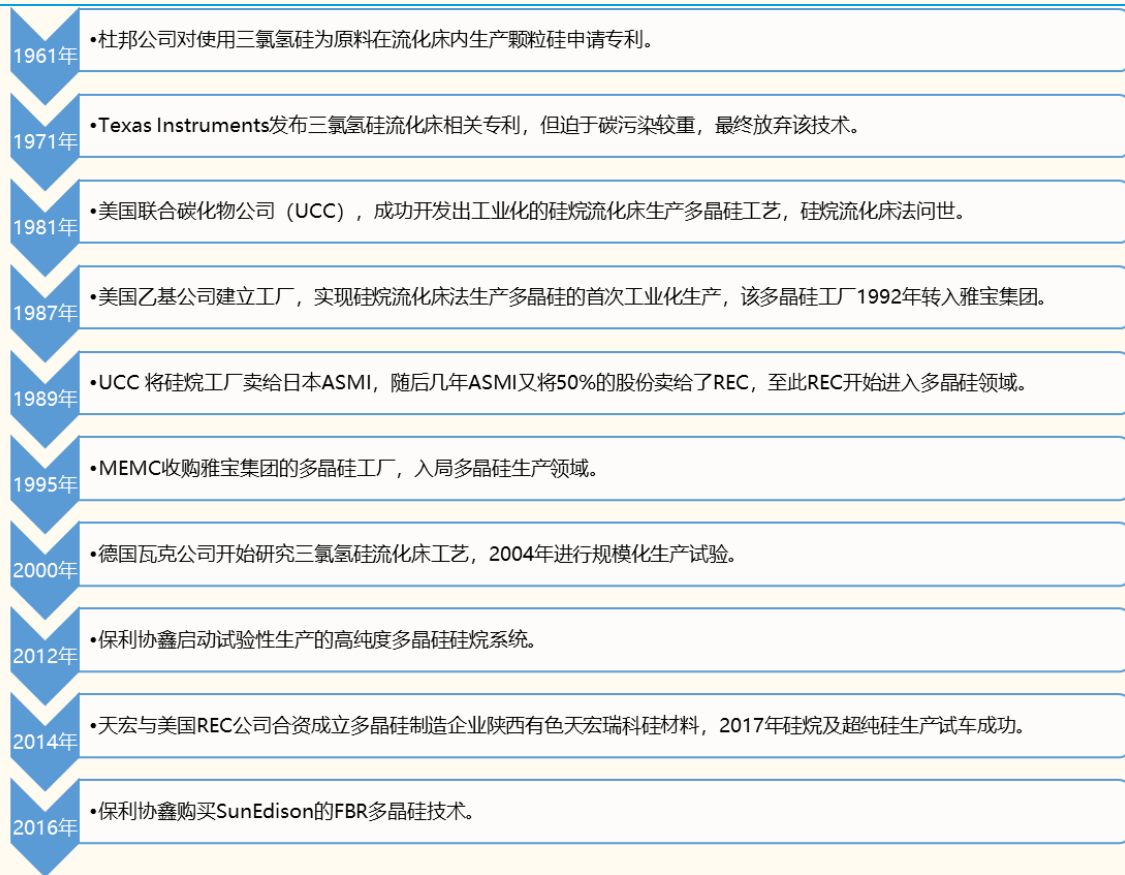 1961年
•杜邦公司对使用三氯氢硅为原料在流化床内生产颗粒硅申请专利。
1971年
•Texas Instruments发布三氯氢硅流化床相关专利，但迫于碳污染较重，最终放弃该技术。
1981年
•美国联合碳化物公司（UCC），成功开发出工业化的硅烷流化床生产多晶硅工艺，硅烷流化床法问世。
1987年
•美国乙基公司建立工厂，实现硅烷流化床法生产多晶硅的首次工业化生产，该多晶硅工厂1992年转入雅宝集团。
1989年
•UCC 将硅烷工厂卖给日本ASMI，随后几年ASMI又将50%的股份卖给了REC，至此REC开始进入多晶硅领域。
1995年
•MEMC收购雅宝集团的多晶硅工厂，入局多晶硅生产领域。
2000年
•德国瓦克公司开始研究三氯氢硅流化床工艺，2004年进行规模化生产试验。
2012年
•保利协鑫启动试验性生产的高纯度多晶硅硅烷系统。
2014年
•天宏与美国REC公司合资成立多晶硅制造企业陕西有色天宏瑞科硅材料，2017年硅烷及超纯硅生产试车成功。
2016年
•保利协鑫购买SunEdison的FBR多晶硅技术。